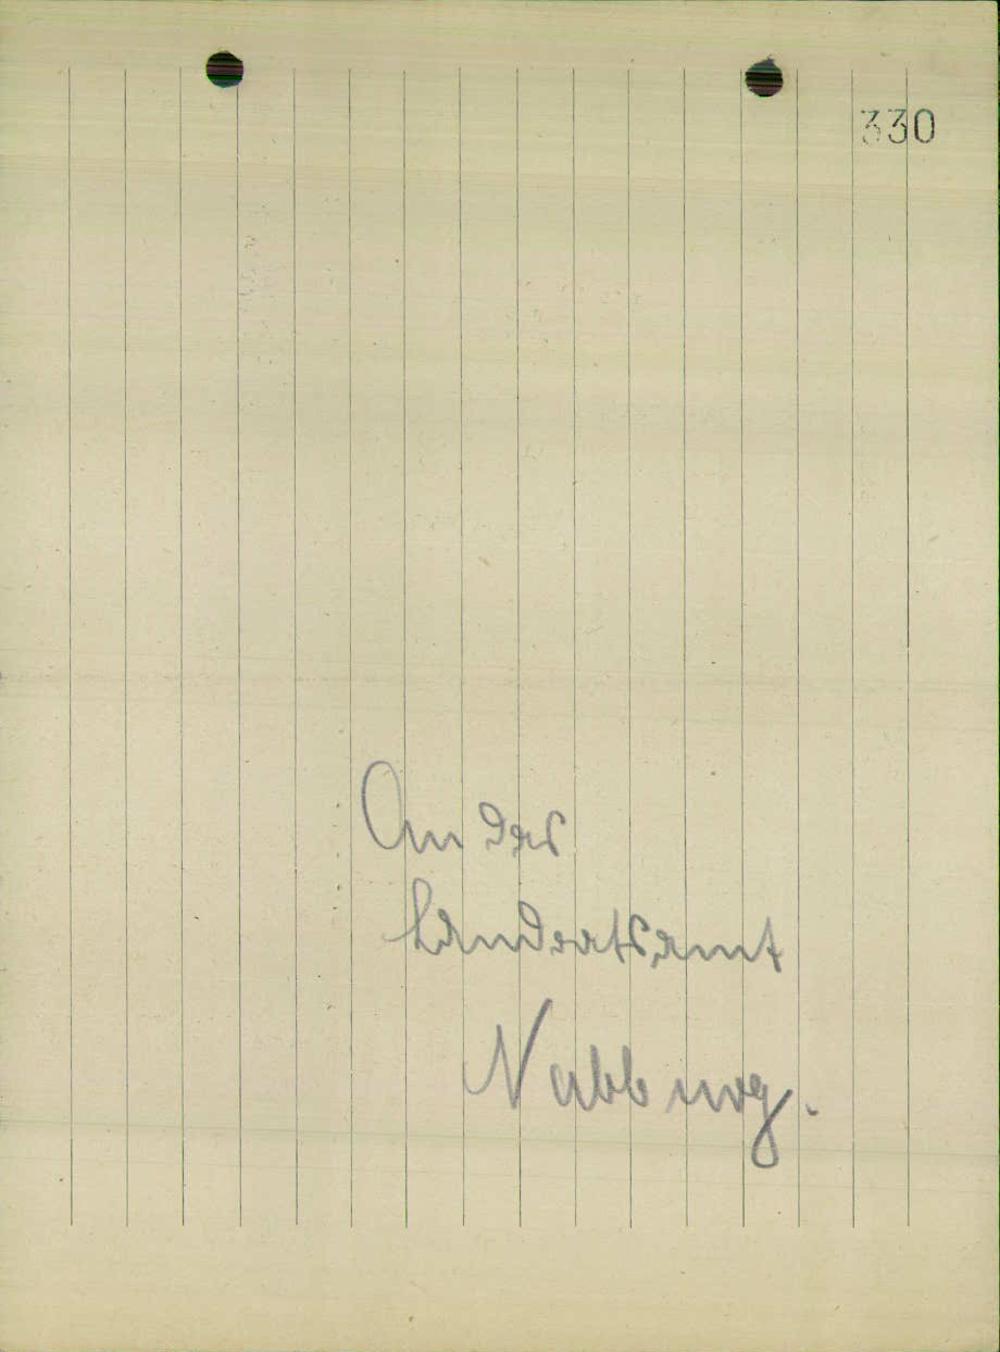 330
An das
Landratsamt
Nabburg.